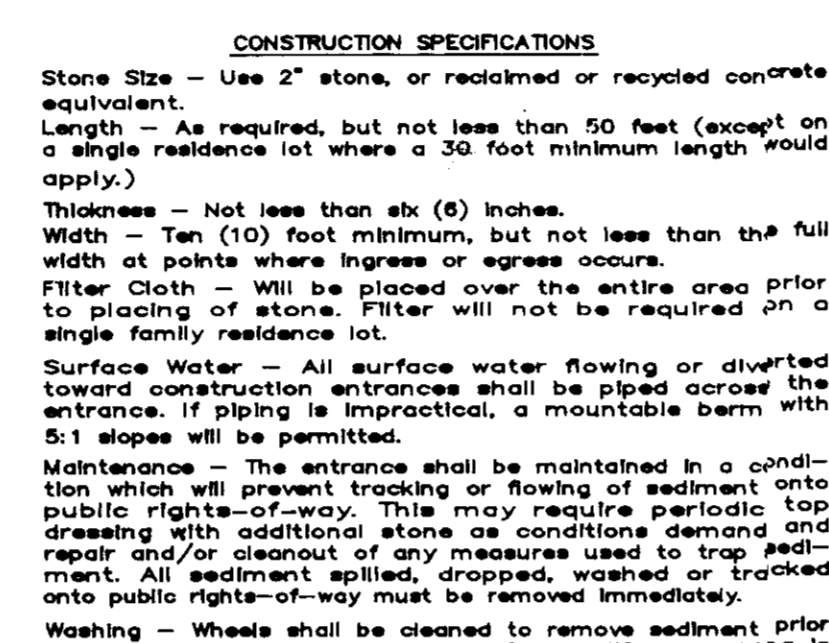 CONSTRUCTION SPECIFICATIONS
Stone Size — Use 2" stone, or reclaimed or recycled concrete
equivalent.
Length — As required, but not less than 50 feet (except on
a single residence lot where a 30 foot minimum length would
apply.)
Thickness — Not less than six (6) inches.
Width — Ten (10) foot minimum, but not less than the full
width at points where ingress or egress occurs.
Filter Cloth — Will be placed over the entire area prior
to placing of stone. Filter will not be required on a
single family residence lot.
Surface Water — All surface water flowing or diverted
toward construction entrances shall be piped across the
entrance. If piping is impractical, a mountable berm with
5:1 slopes will be permitted.
Maintenance — The entrance shall be maintained in a condi—
tion which will prevent tracking or flowing of sediment onto
public rights—of—way. This may require periodic top
dressing with additional stone as conditions demand and
repair and/or cleanout of any measures used to trap sedi—
ment. All sediment spilled, dropped, washed or tracked
onto public rights—of—way must be removed immediately.
Washing — Wheels shall be cleaned to remove sediment prior